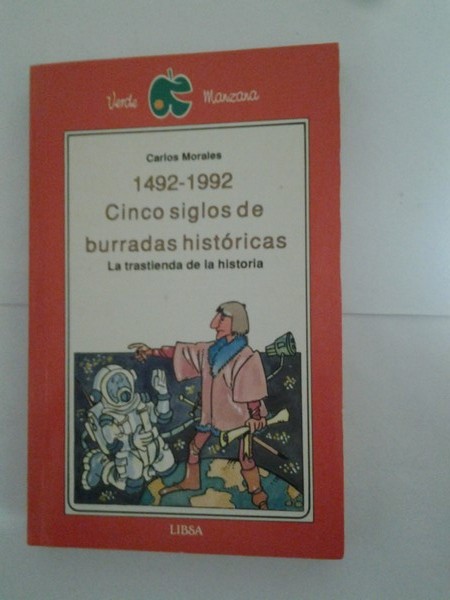 Verde Manzana
Carlos Morales
1492-1992
Cinco siglos de
burradas históricas
La trastienda de la historia
LIBSA